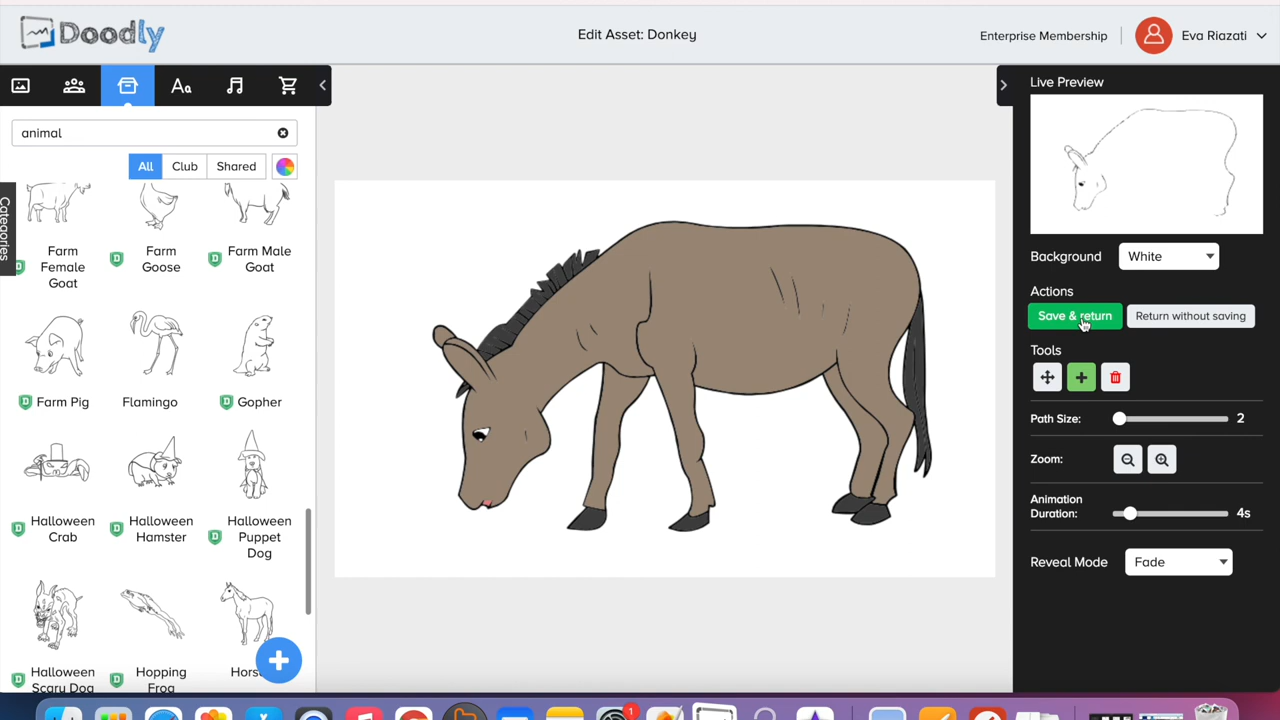 Doodly
Edit Asset: Donkey
Enterprise Membership
Eva Riazati
Aa
animal
All
Club
Shared
Categories
Farm Female Goat
Farm Goose
Farm Male Goat
Farm Pig
Flamingo
Gopher
Halloween Crab
Halloween Hamster
Halloween Puppet Dog
Halloween Scary Dog
Hopping Frog
Live Preview
Background
White
Actions
Save & return
Return without saving
Tools
Path Size:
2
Zoom:
Animation Duration:
4s
Reveal Mode
Fade
1